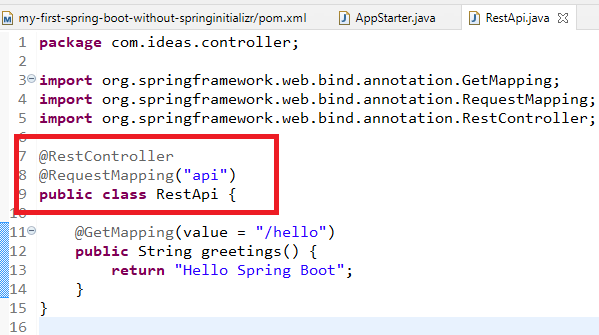 my-first-spring-boot-without-springinitializr/pom.xml AppStarter.java RestApi.java
1 package com.ideas.controller;
2
3 import org.springframework.web.bind.annotation.GetMapping;
4 import org.springframework.web.bind.annotation.RequestMapping;
5 import org.springframework.web.bind.annotation.RestController;
6
7 @RestController
8 @RequestMapping("api")
9 public class RestApi {
10
11 @GetMapping(value = "/hello")
12 public String greetings() {
13 return "Hello Spring Boot";
14 }
15 }
16